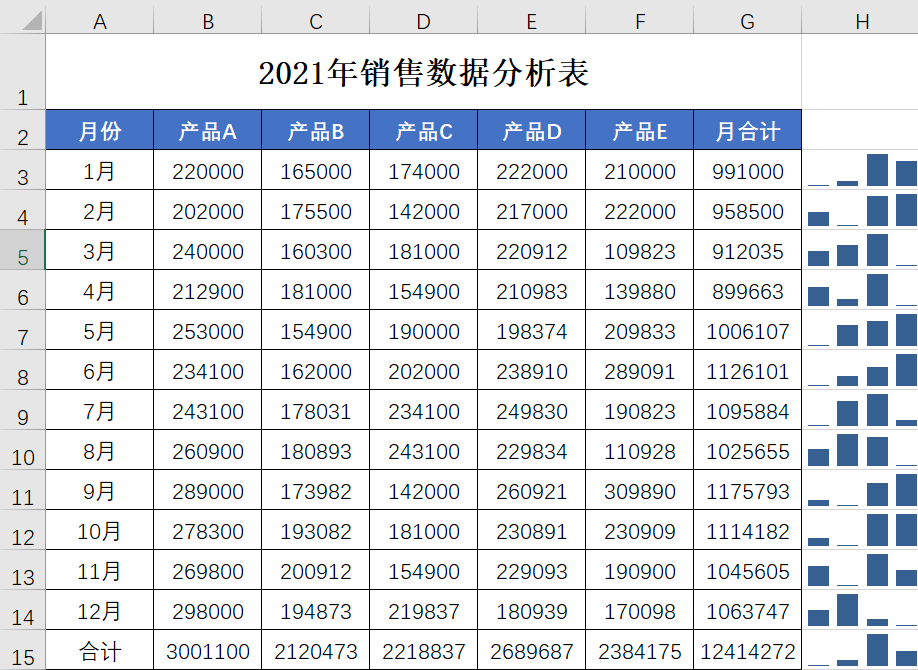 A B C D E F G H
1 2021年销售数据分析表
2 月份 产品A 产品B 产品C 产品D 产品E 月合计
3 1月 220000 165000 174000 222000 210000 991000
4 2月 202000 175500 142000 217000 222000 958500
5 3月 240000 160300 181000 220912 109823 912035
6 4月 212900 181000 154900 210983 139880 899663
7 5月 253000 154900 190000 198374 209833 1006107
8 6月 234100 162000 202000 238910 289091 1126101
9 7月 243100 178031 234100 249830 190823 1095884
10 8月 260900 180893 243100 229834 110928 1025655
11 9月 289000 173982 142000 260921 309890 1175793
12 10月 278300 193082 181000 230891 230909 1114182
13 11月 269800 200912 154900 229093 190900 1045605
14 12月 298000 194873 219837 180939 170098 1063747
15 合计 3001100 2120473 2218837 2689687 2384175 12414272